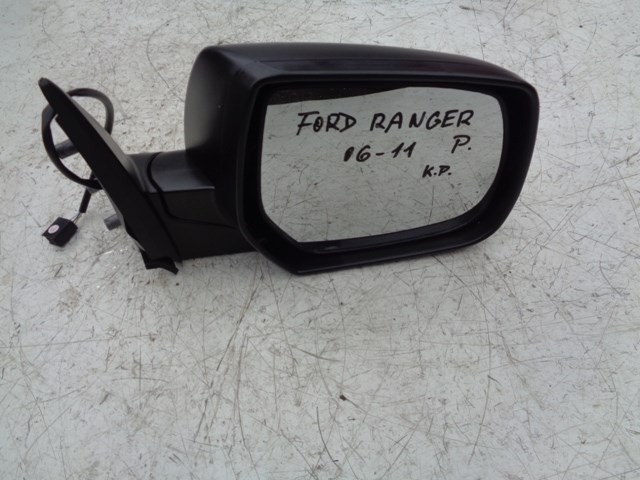 FORD RANGER
06-11 P.
K.P.